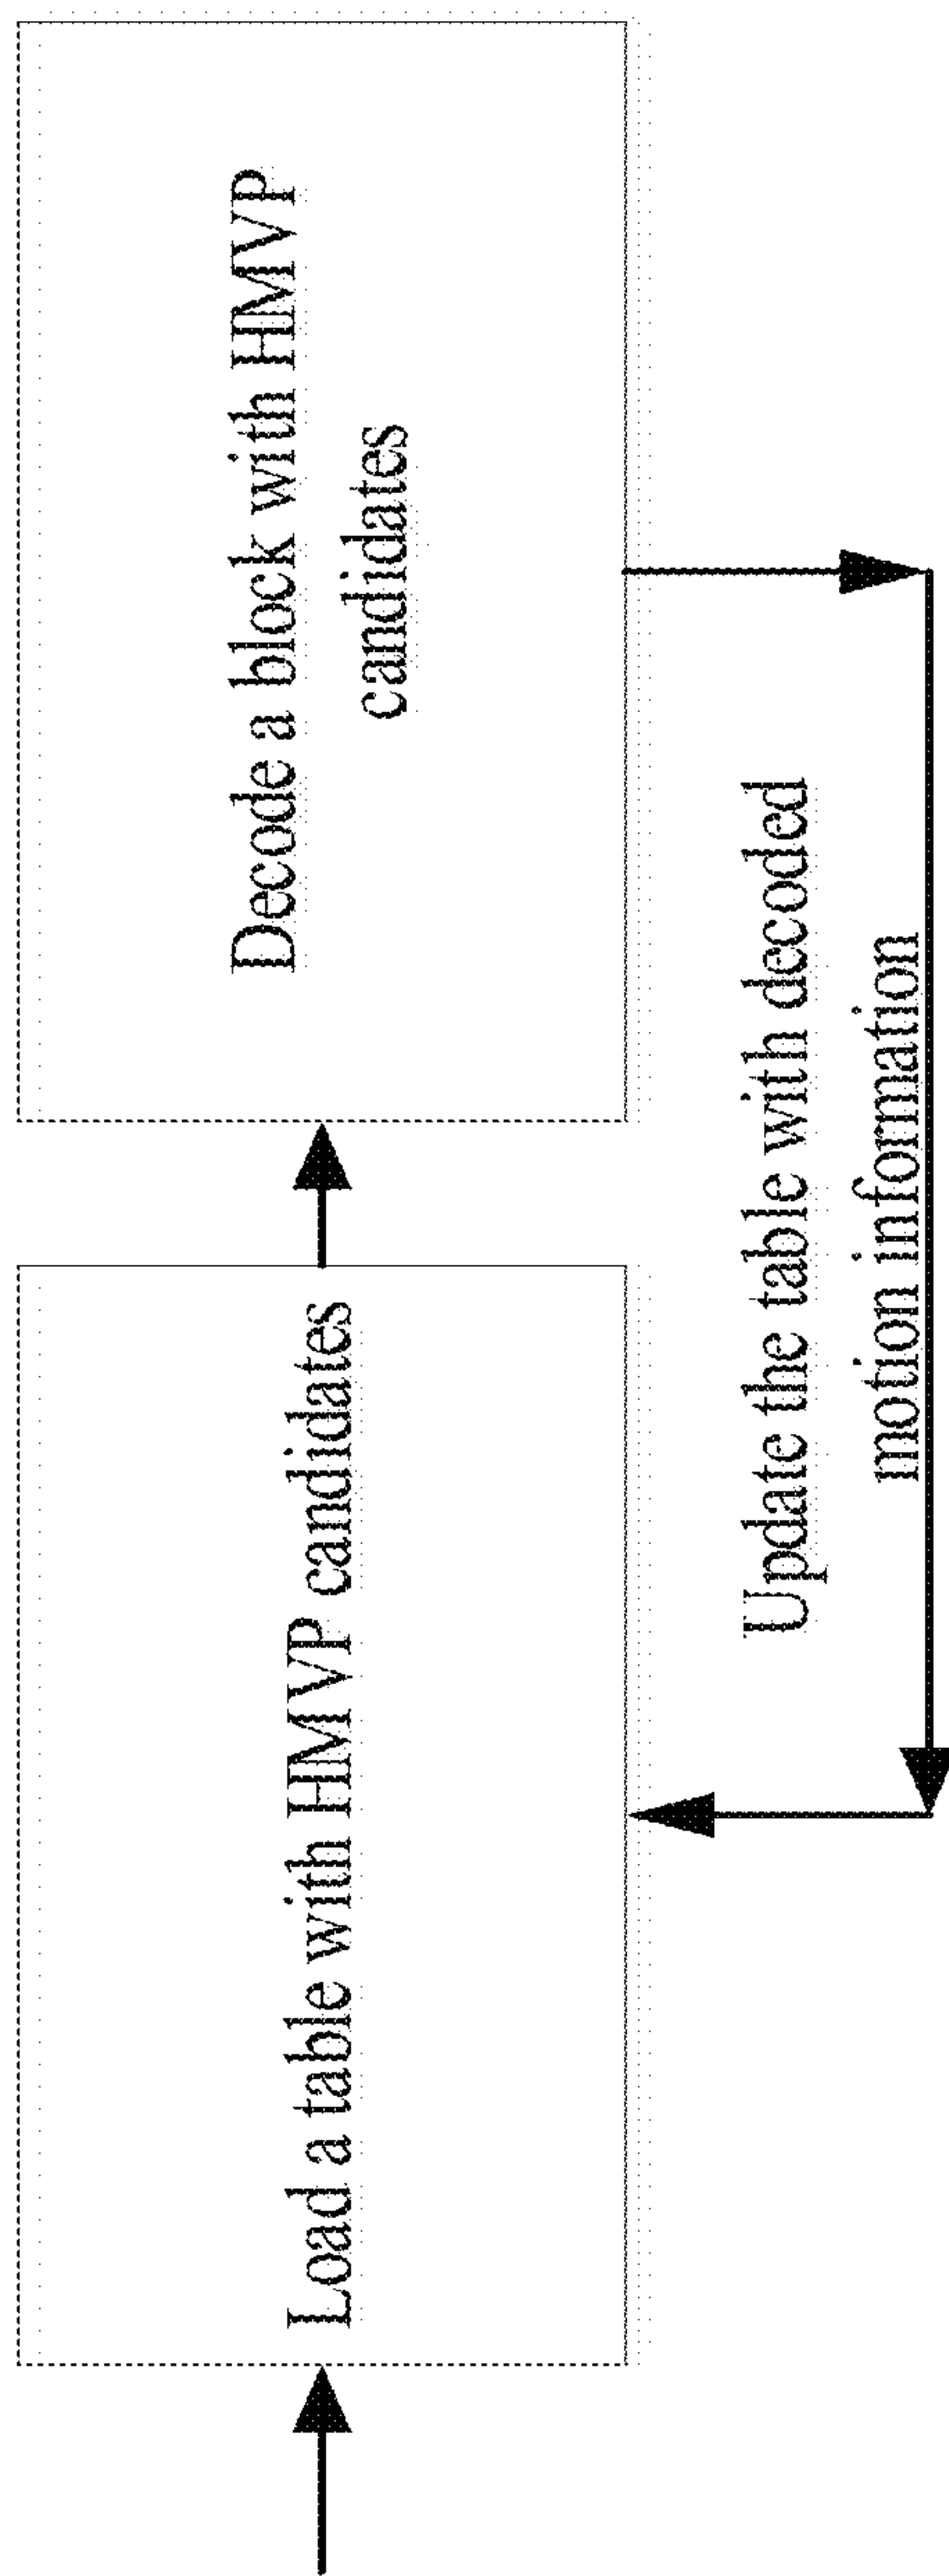 Load a table with HMVP candidates
Decode a block with HMVP
candidates
Update the table with decoded
motion information